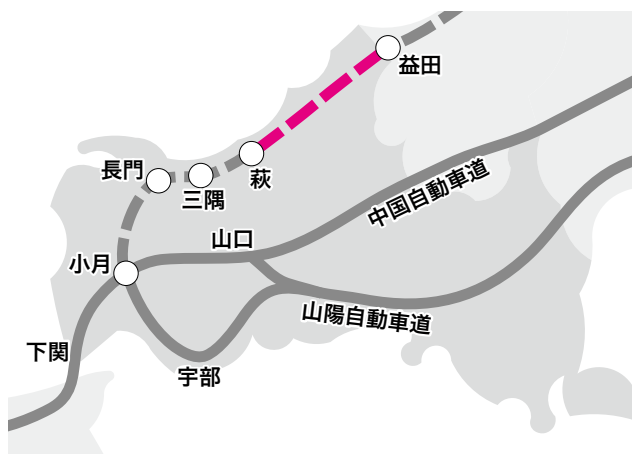 益田
長門
三隅
萩
中国自動車道
山口
小月
山陽自動車道
下関
宇部